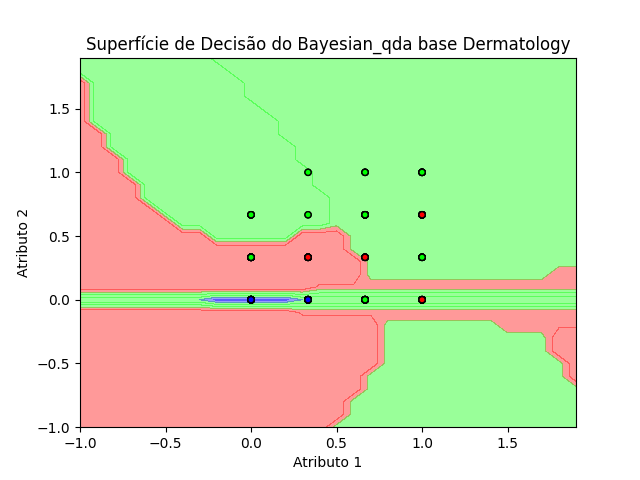 Superfície de Decisão do Bayesian_qda base Dermatology
1.5
1.0
0.5
0.0
−0.5
−1.0
Atributo 2
−1.0 −0.5 0.0 0.5 1.0 1.5
Atributo 1